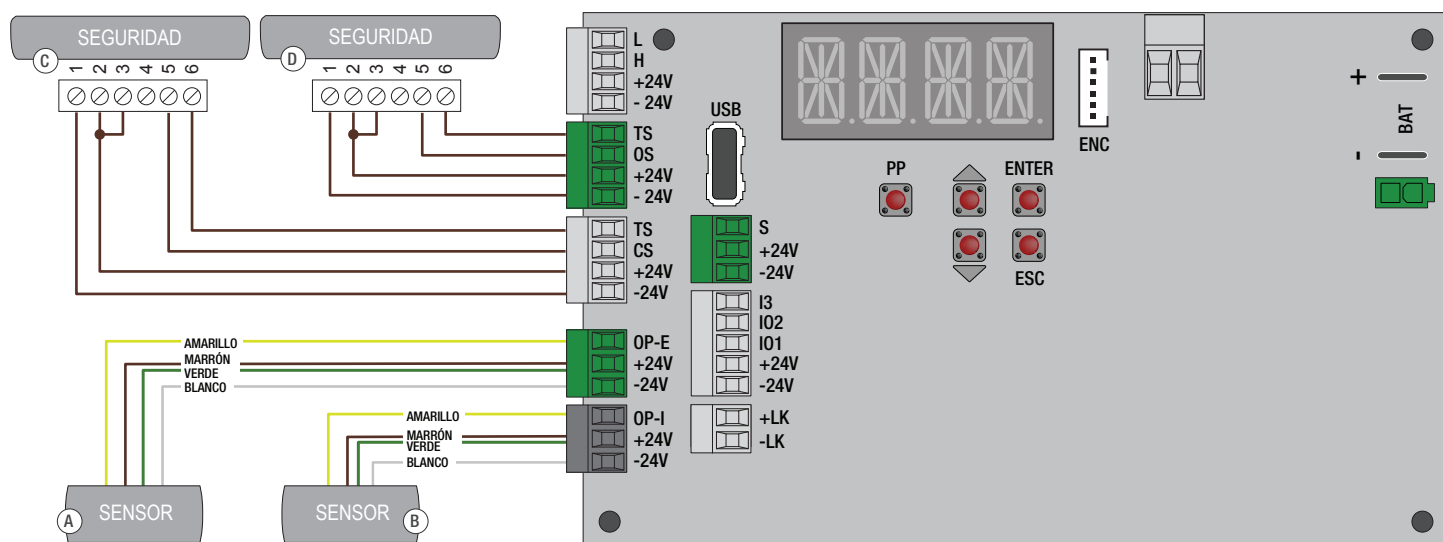 SEGURIDAD
C
1 2 3 4 5 6
SEGURIDAD
D
1 2 3 4 5 6
L
H
+24V
- 24V
TS
OS
+24V
- 24V
TS
CS
+24V
-24V
OP-E
+24V
-24V
OP-I
+24V
-24V
AMARILLO
MARRÓN
VERDE
BLANCO
AMARILLO
MARRÓN
VERDE
BLANCO
A
SENSOR
SENSOR
B
USB
S
+24V
-24V
I3
IO2
IO1
+24V
-24V
+LK
-LK
PP
ENTER
ESC
ENC
+
BAT
-